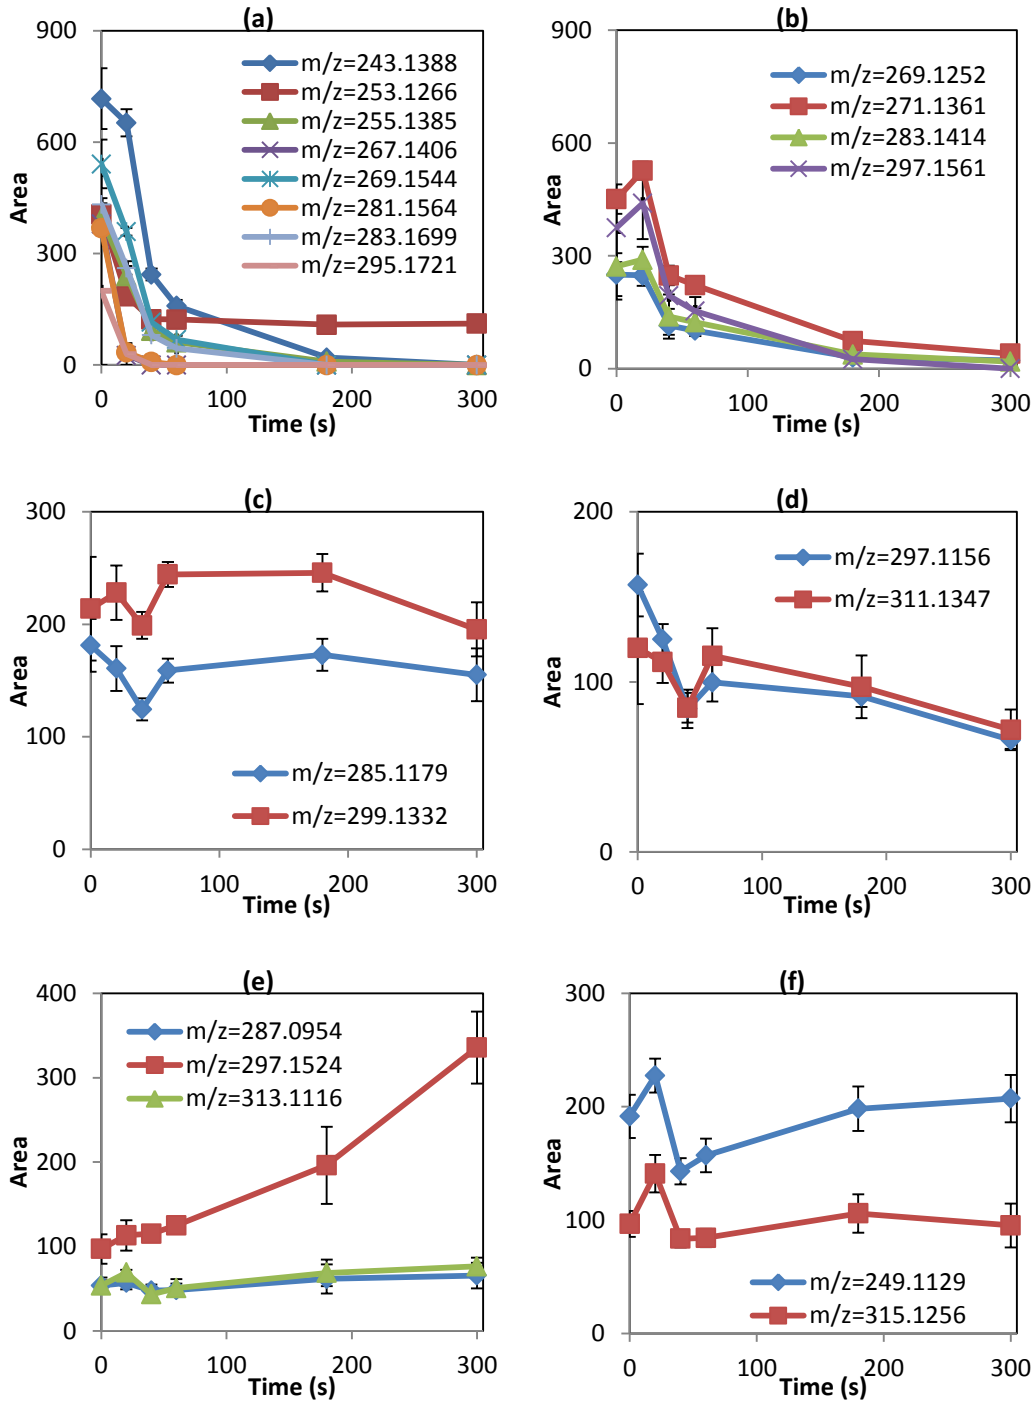 (a)
900
600
300
0
Area
m/z=243.1388
m/z=253.1266
m/z=255.1385
m/z=267.1406
m/z=269.1544
m/z=281.1564
m/z=283.1699
m/z=295.1721
0 100 200 300
Time (s)
(b)
900
600
300
0
Area
m/z=269.1252
m/z=271.1361
m/z=283.1414
m/z=297.1561
0 100 200 300
Time (s)
(c)
300
200
100
0
Area
m/z=285.1179
m/z=299.1332
0 100 200 300
Time (s)
(d)
200
100
0
Area
m/z=297.1156
m/z=311.1347
0 100 200 300
Time (s)
(e)
400
300
200
100
0
Area
m/z=287.0954
m/z=297.1524
m/z=313.1116
0 100 200 300
Time (s)
(f)
300
200
100
0
Area
m/z=249.1129
m/z=315.1256
0 100 200 300
Time (s)